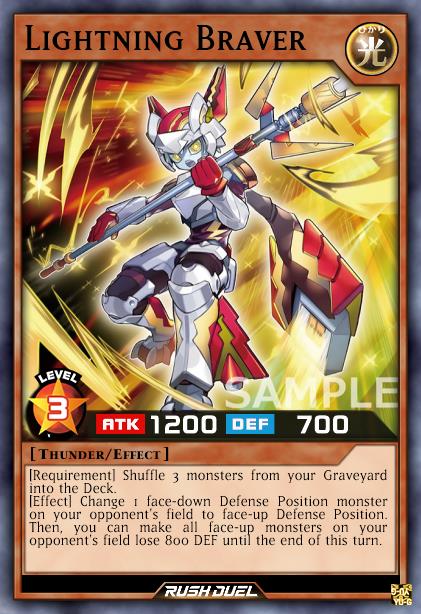 Lightning Braver
ひかり
光
SAMPLE
LEVEL
3
ATK 1200 DEF 700
[Thunder/Effect]
[Requirement] Shuffle 3 monsters from your Graveyard
into the Deck.
[Effect] Change 1 face-down Defense Position monster
on your opponent's field to face-up Defense Position.
Then, you can make all face-up monsters on your
opponent's field lose 800 DEF until the end of this turn.
RUSH DUEL